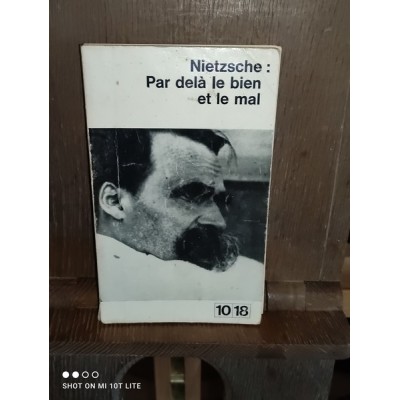 Nietzsche :
Par delà le bien
et le mal
10|18
SHOT ON MI 10T LITE